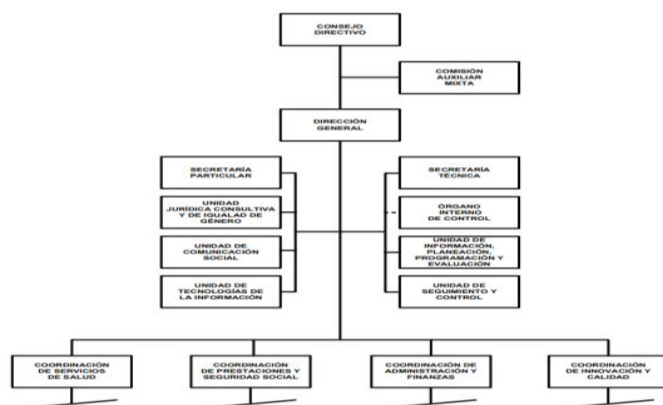 CONSEJO
DIRECTIVO
COMISIÓN
AUXILIAR
MIXTA
DIRECCIÓN
GENERAL
SECRETARÍA
PARTICULAR
SECRETARÍA
TÉCNICA
UNIDAD
JURÍDICA CONSULTIVA
Y DE IGUALAD DE
GÉNERO
ÓRGANO
INTERNO
DE CONTROL
UNIDAD DE
COMUNICACIÓN
SOCIAL
UNIDAD DE
INFORMACIÓN,
PLANEACIÓN,
PROGRAMACIÓN Y
EVALUACIÓN
UNIDAD DE
TECNOLOGÍAS DE
LA INFORMACIÓN
UNIDAD DE
SEGUIMIENTO Y
CONTROL
COORDINACIÓN
DE SERVICIOS
DE SALUD
COORDINACIÓN
DE PRESTACIONES Y
SEGURIDAD SOCIAL
COORDINACIÓN DE
ADMINISTRACIÓN Y
FINANZAS
COORDINACIÓN
DE INNOVACIÓN Y
CALIDAD